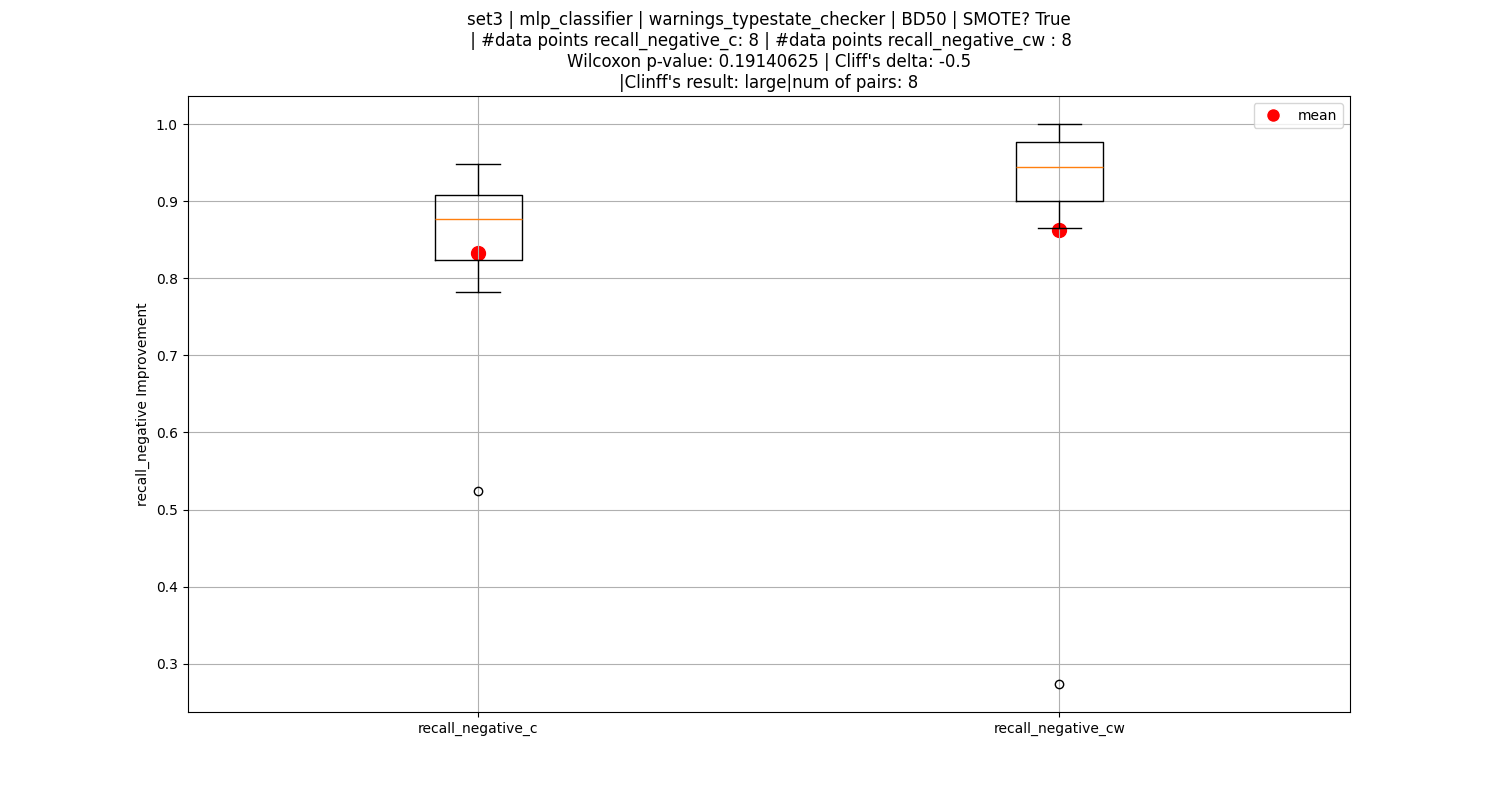 set3 | mlp_classifier | warnings_typestate_checker | BD50 | SMOTE? True
| #data points recall_negative_c: 8 | #data points recall_negative_cw : 8
Wilcoxon p-value: 0.19140625 | Cliff's delta: -0.5
|Clinff's result: large|num of pairs: 8
mean
1.0
0.9
0.8
0.7
0.6
0.5
0.4
0.3
recall_negative Improvement
recall_negative_c
recall_negative_cw